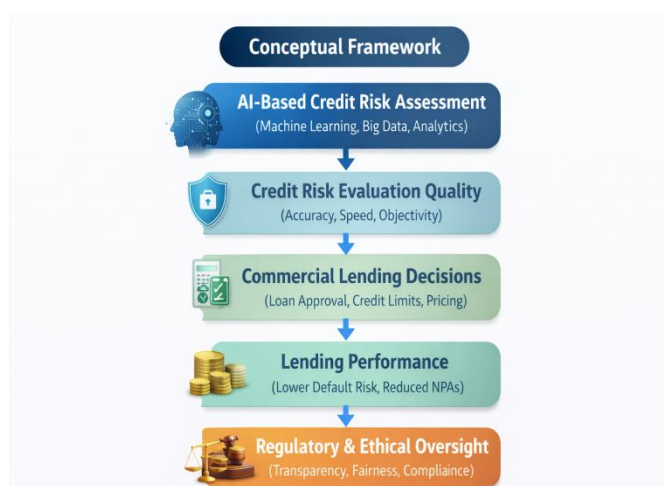 Conceptual Framework
AI-Based Credit Risk Assessment
(Machine Learning, Big Data, Analytics)
Credit Risk Evaluation Quality
(Accuracy, Speed, Objectivity)
Commercial Lending Decisions
(Loan Approval, Credit Limits, Pricing)
Lending Performance
(Lower Default Risk, Reduced NPAs)
Regulatory & Ethical Oversight
(Transparency, Fairness, Compliaince)